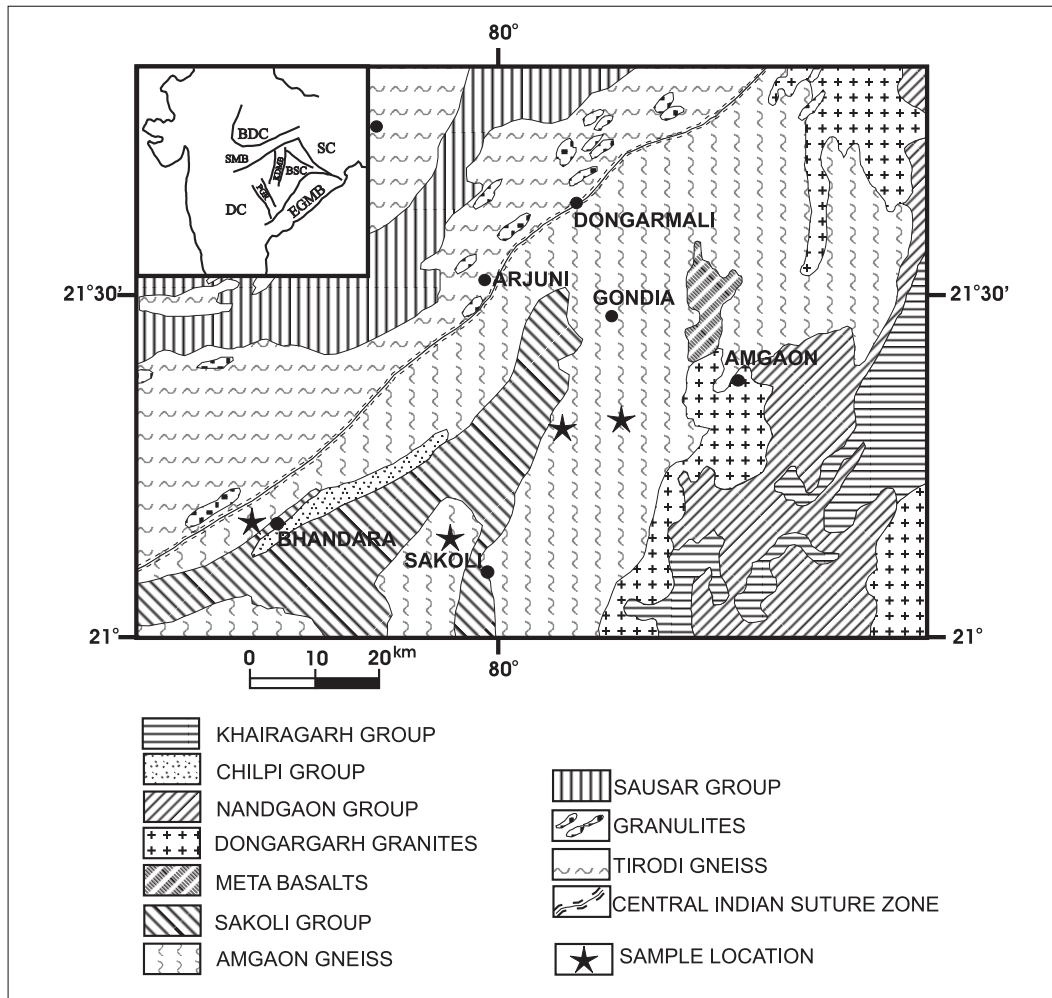 80°
BDC
SMB
SC
KDMB
BSC
DC
EGMB
DONGARMALI
ARJUNI
21°30'
GONDIA
21°30'
AMGAON
BHANDARA
SAKOLI
21°
21°
0 10 20 km
80°
KHAIRAGARH GROUP
CHILPI GROUP
NANDGAON GROUP
DONGARGARH GRANITES
META BASALTS
SAKOLI GROUP
AMGAON GNEISS
SAUSAR GROUP
GRANULITES
TIRODI GNEISS
CENTRAL INDIAN SUTURE ZONE
SAMPLE LOCATION